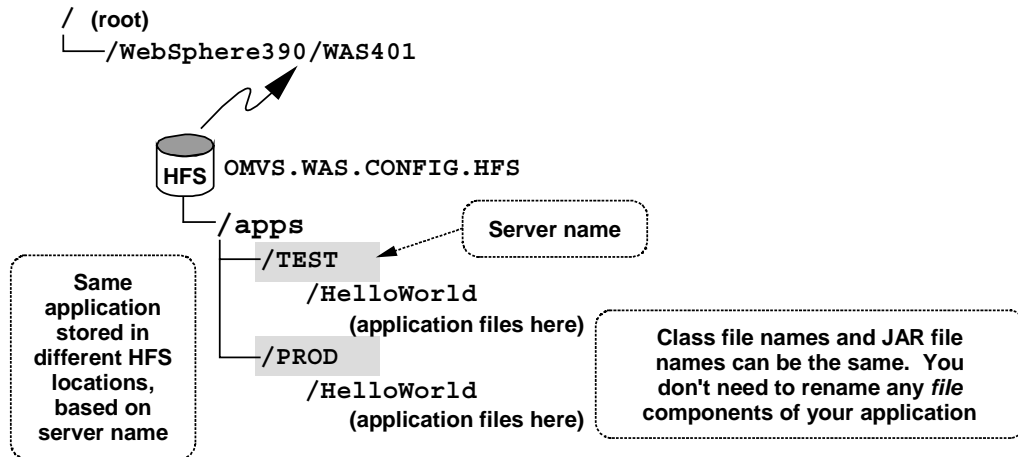 / (root)
/WebSphere390/WAS401
HFS
OMVS.WAS.CONFIG.HFS
/apps
Server name
/TEST
/HelloWorld
(application files here)
/PROD
/HelloWorld
(application files here)
Same
application
stored in
different HFS
locations,
based on
server name
Class file names and JAR file
names can be the same. You
don't need to rename any file
components of your application